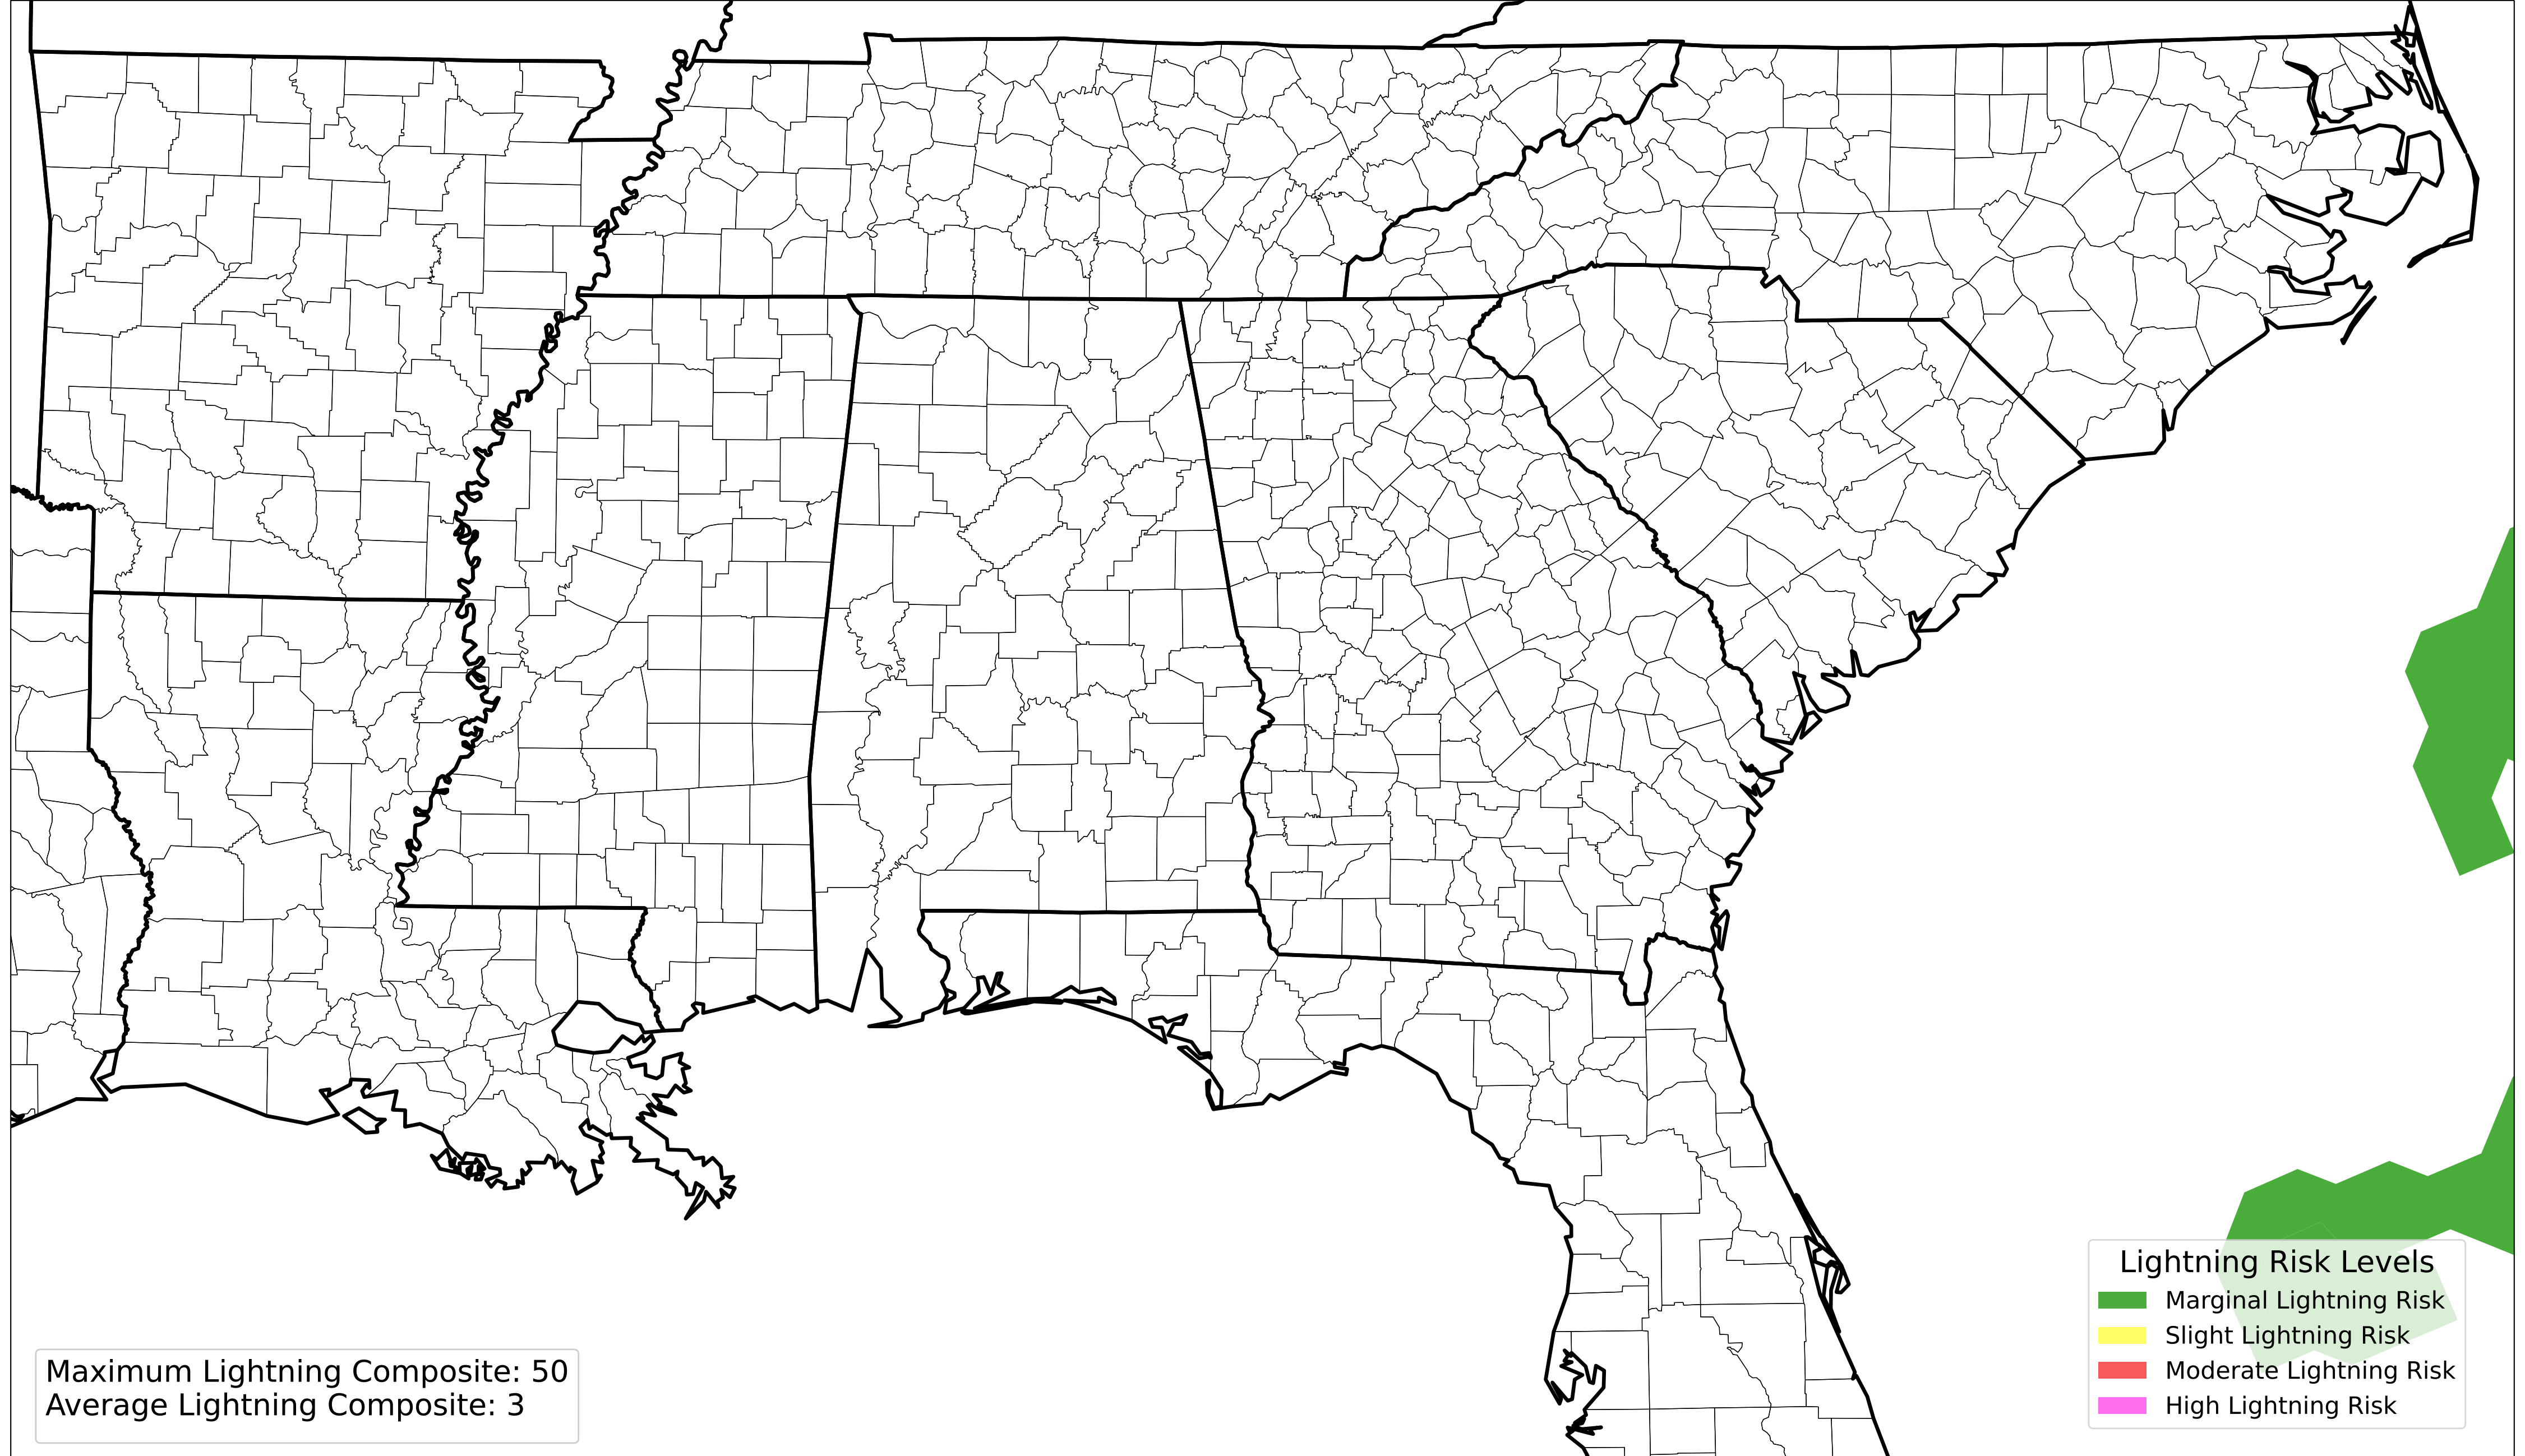 Maximum Lightning Composite: 50
Average Lightning Composite: 3
Lightning Risk Levels
Marginal Lightning Risk
Slight Lightning Risk
Moderate Lightning Risk
High Lightning Risk